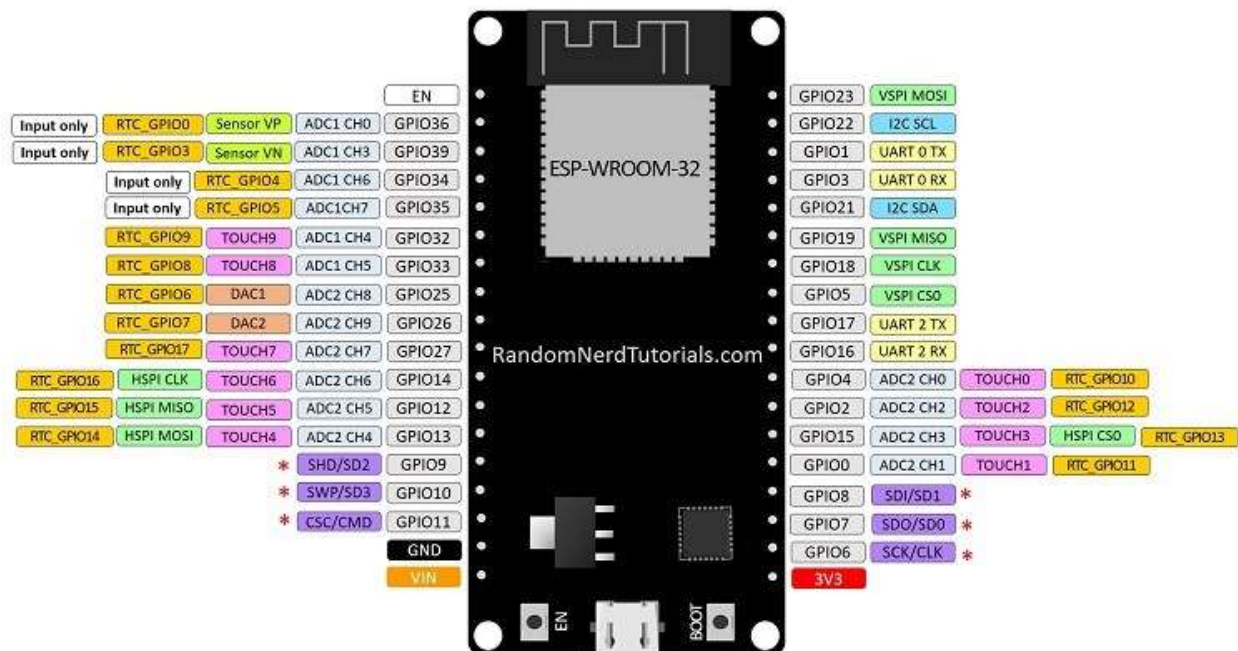 EN GPIO23 VSPI MOSI
Input only RTC_GPIO0 Sensor VP ADC1 CH0 GPIO36 GPIO22 I2C SCL
Input only RTC_GPIO3 Sensor VN ADC1 CH3 GPIO39 GPIO1 UART 0 TX
Input only RTC_GPIO4 ADC1 CH6 GPIO34 ESP-WROOM-32 GPIO3 UART 0 RX
Input only RTC_GPIO5 ADC1CH7 GPIO35 GPIO21 I2C SDA
RTC_GPIO9 TOUCH9 ADC1 CH4 GPIO32 GPIO19 VSPI MISO
RTC_GPIO8 TOUCH8 ADC1 CH5 GPIO33 GPIO18 VSPI CLK
RTC_GPIO6 DAC1 ADC2 CH8 GPIO25 GPIO5 VSPI CS0
RTC_GPIO7 DAC2 ADC2 CH9 GPIO26 GPIO17 UART 2 TX
RTC_GPIO17 TOUCH7 ADC2 CH7 GPIO27 RandomNerdTutorials.com GPIO16 UART 2 RX
RTC_GPIO16 HSPI CLK TOUCH6 ADC2 CH6 GPIO14 GPIO4 ADC2 CH0 TOUCH0 RTC_GPIO10
RTC_GPIO15 HSPI MISO TOUCH5 ADC2 CH5 GPIO12 GPIO2 ADC2 CH2 TOUCH2 RTC_GPIO12
RTC_GPIO14 HSPI MOSI TOUCH4 ADC2 CH4 GPIO13 GPIO15 ADC2 CH3 TOUCH3 HSPI CS0 RTC_GPIO13
* SHD/SD2 GPIO9 GPIO0 ADC2 CH1 TOUCH1 RTC_GPIO11
* SWP/SD3 GPIO10 GPIO8 SDI/SD1 *
* CSC/CMD GPIO11 GPIO7 SDO/SD0 *
GND GPIO6 SCK/CLK *
VIN 3V3
EN BOOT